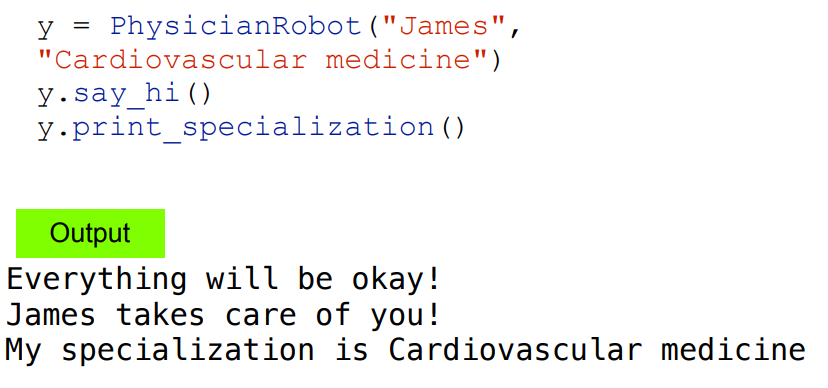 y = PhysicianRobot("James",
"Cardiovascular medicine")
y.say_hi()
y.print_specialization()
Output
Everything will be okay!
James takes care of you!
My specialization is Cardiovascular medicine